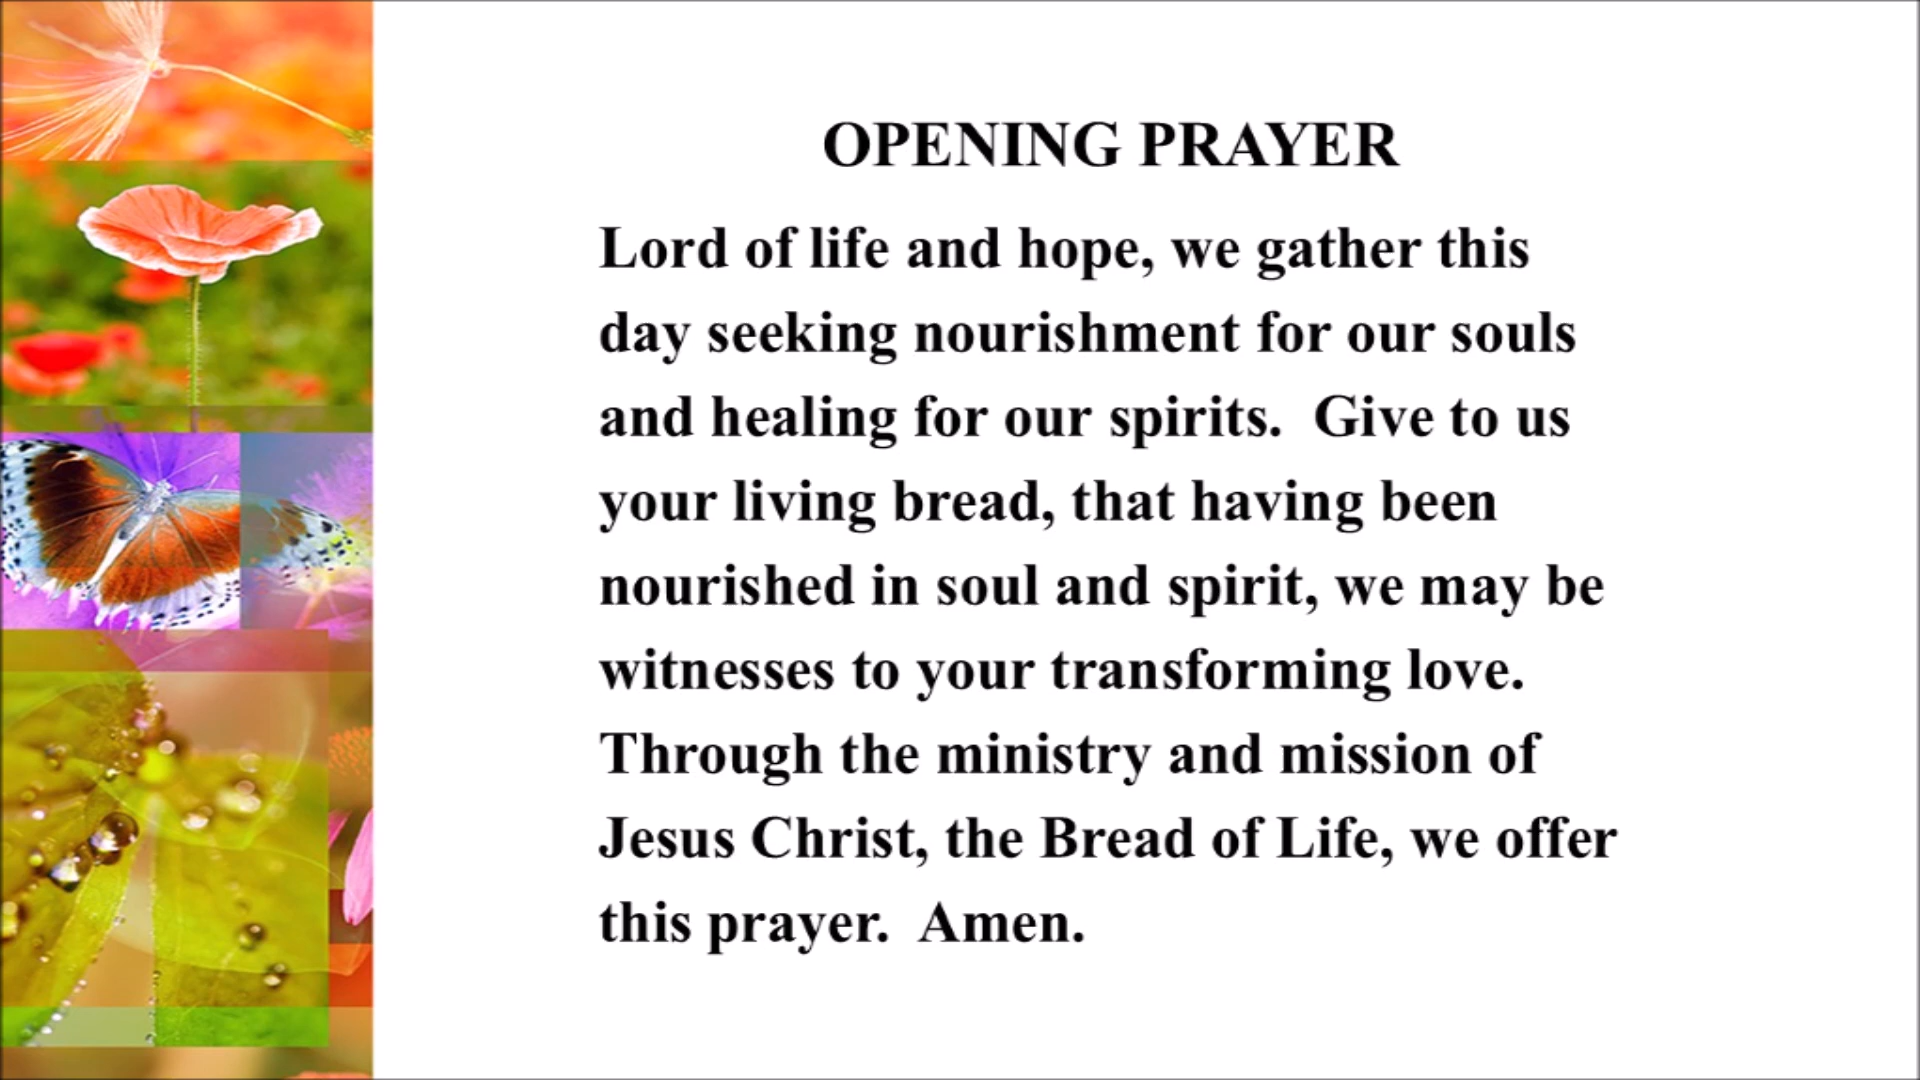 OPENING PRAYER
Lord of life and hope, we gather this
day seeking nourishment for our souls
and healing for our spirits.  Give to us
your living bread, that having been
nourished in soul and spirit, we may be
witnesses to your transforming love.
Through the ministry and mission of
Jesus Christ, the Bread of Life, we offer
this prayer.  Amen.